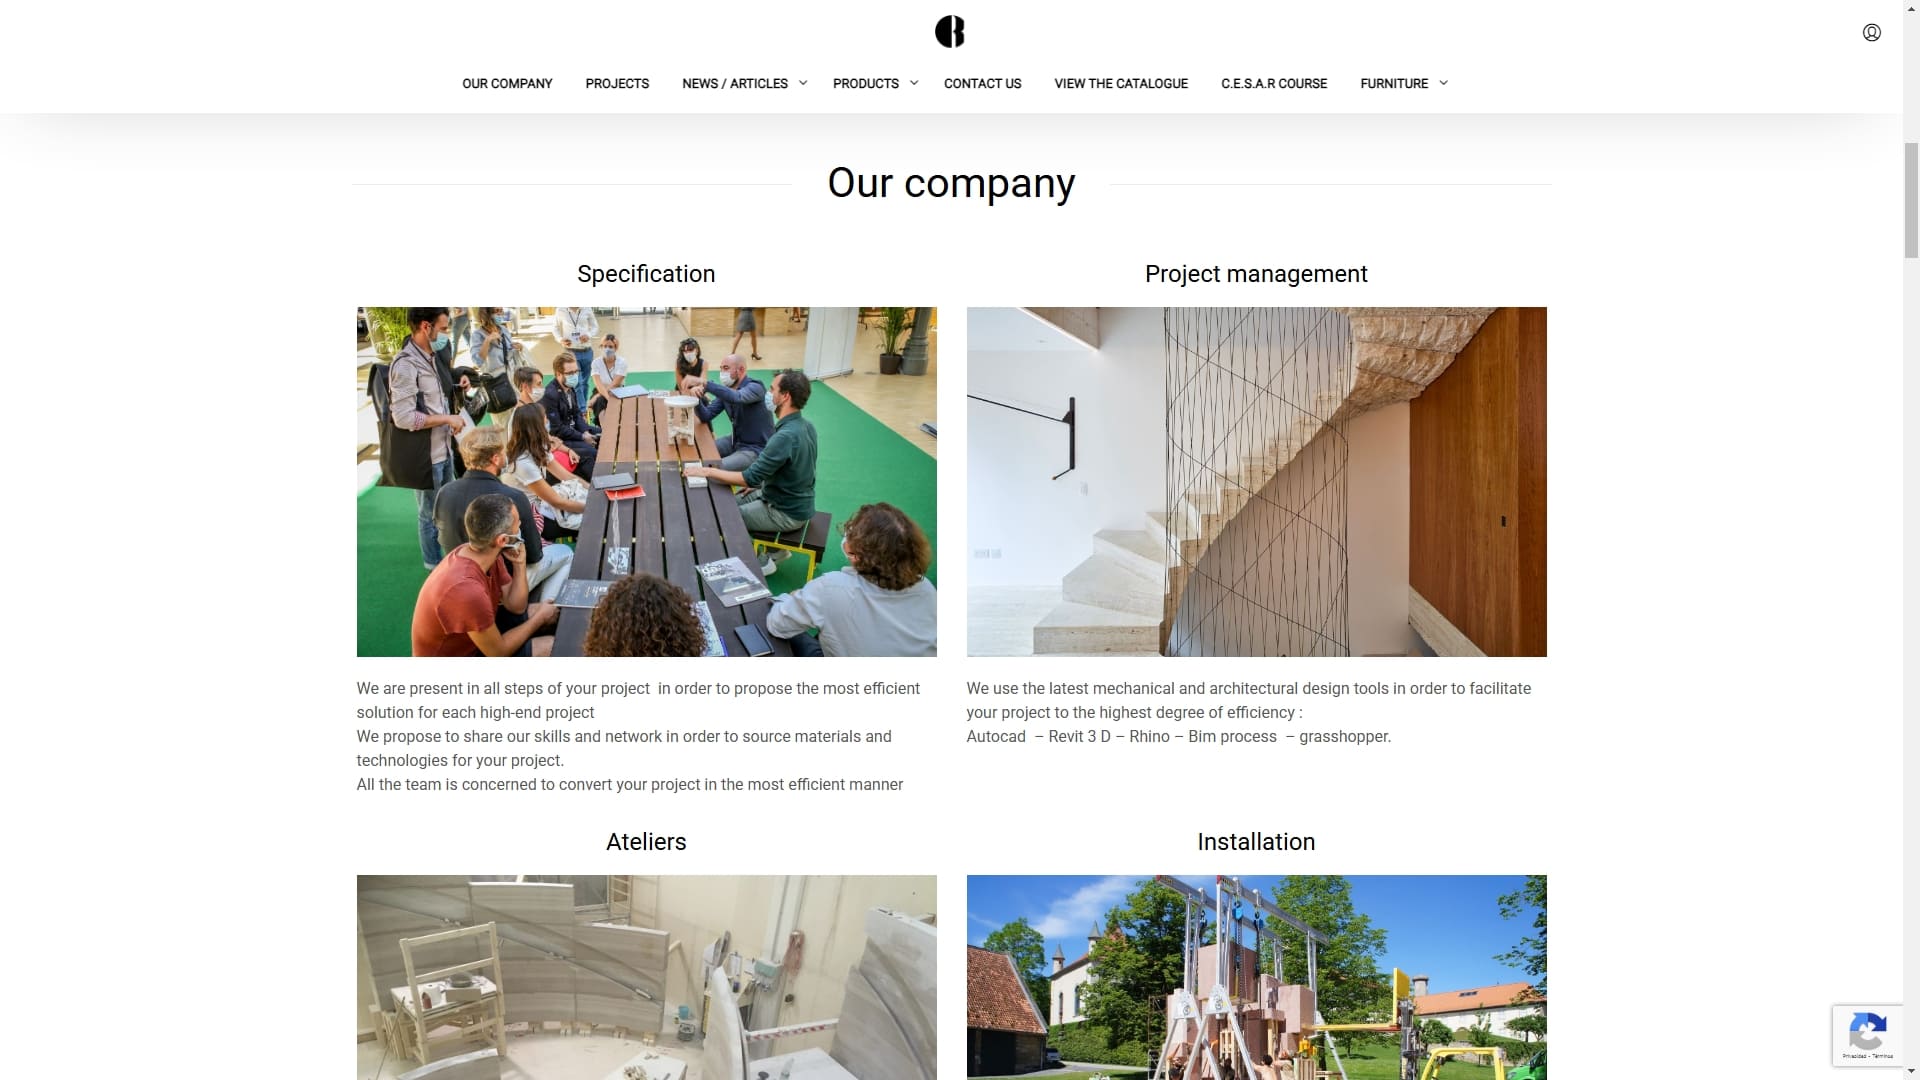 OUR COMPANY PROJECTS NEWS / ARTICLES PRODUCTS CONTACT US VIEW THE CATALOGUE C.E.S.A.R COURSE FURNITURE
Our company
Specification
We are present in all steps of your project  in order to propose the most efficient
solution for each high-end project
We propose to share our skills and network in order to source materials and
technologies for your project.
All the team is concerned to convert your project in the most efficient manner
Project management
We use the latest mechanical and architectural design tools in order to facilitate
your project to the highest degree of efficiency :
Autocad  – Revit 3 D – Rhino – Bim process  – grasshopper.
Ateliers
Installation
Privacidad - Términos